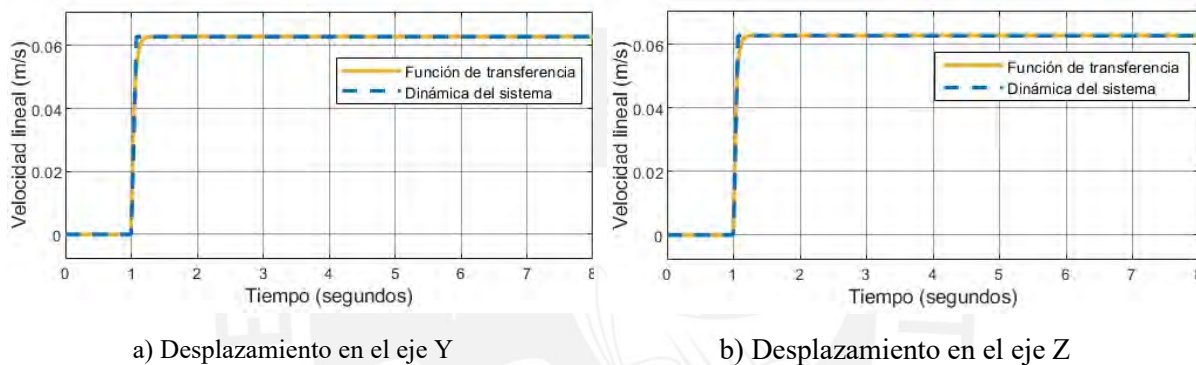 Velocidad lineal (m/s)
0.06
0.04
0.02
0
Función de transferencia
Dinámica del sistema
0 1 2 3 4 5 6 7 8
Tiempo (segundos)
a) Desplazamiento en el eje Y
Velocidad lineal (m/s)
0.06
0.04
0.02
0
Función de transferencia
Dinámica del sistema
0 1 2 3 4 5 6 7 8
Tiempo (segundos)
b) Desplazamiento en el eje Z